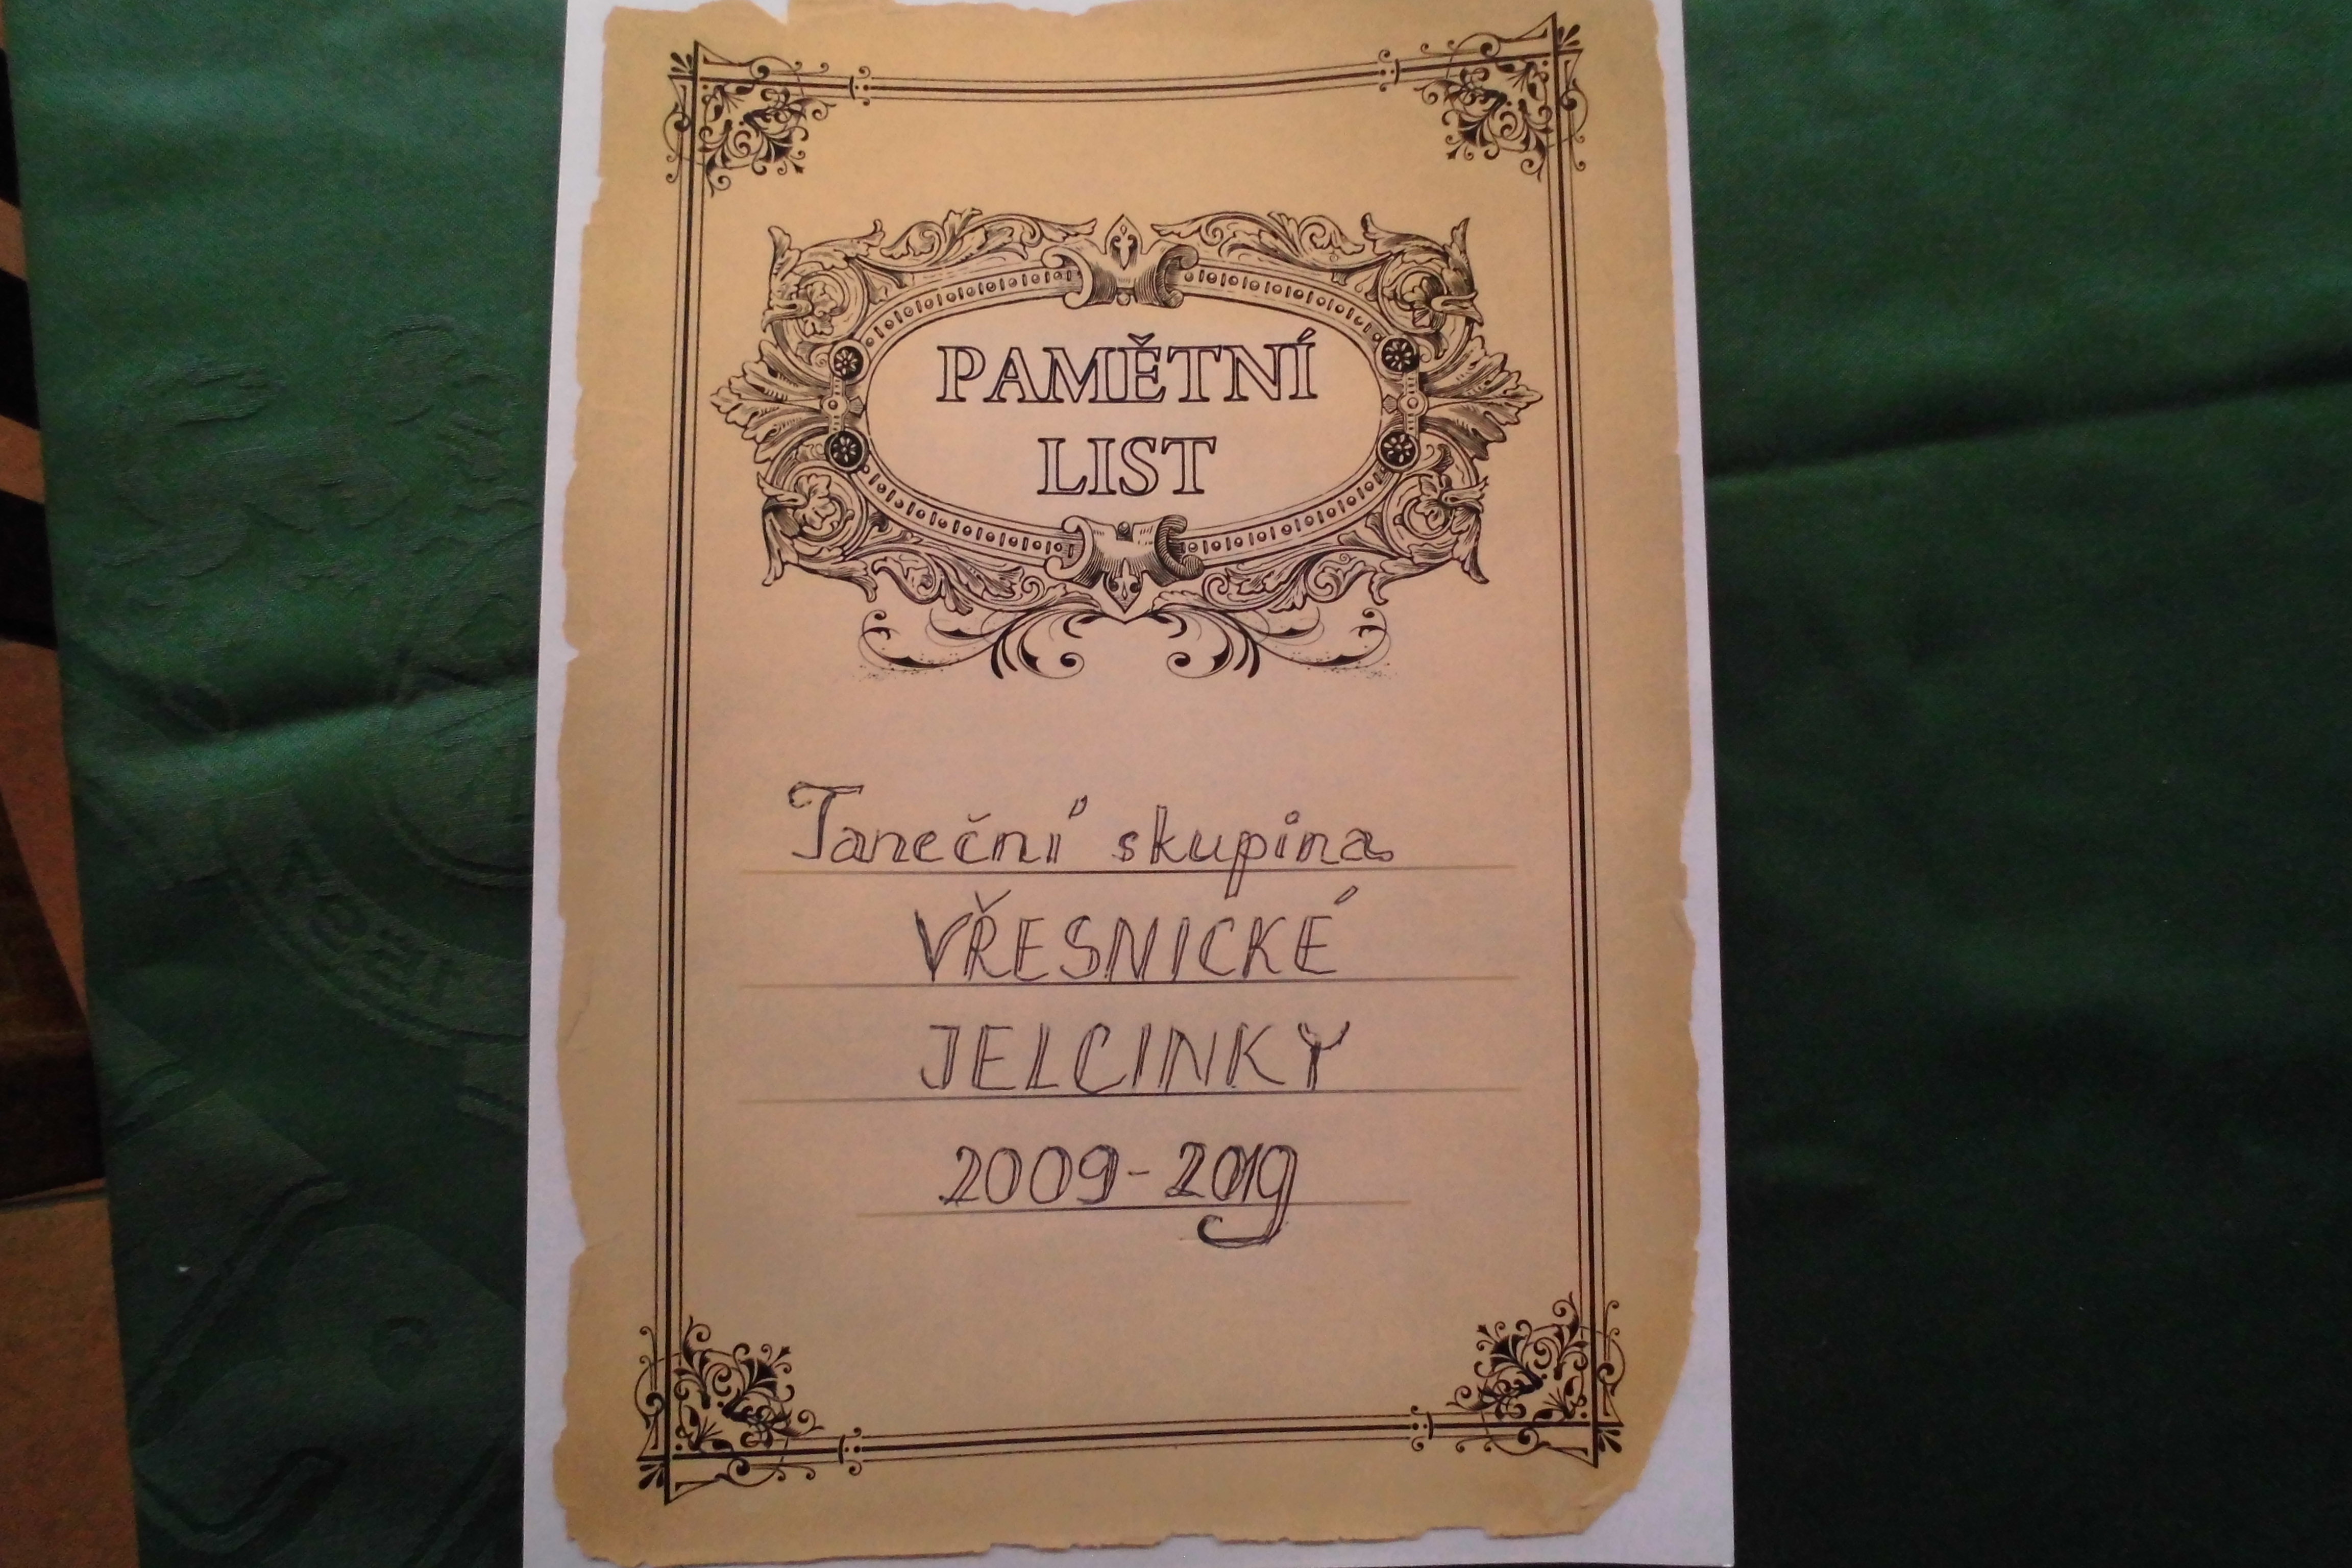 PAMĚTNÍ
LIST
Taneční skupina
VŘESNICKÉ
JELCINKY
2009-2019